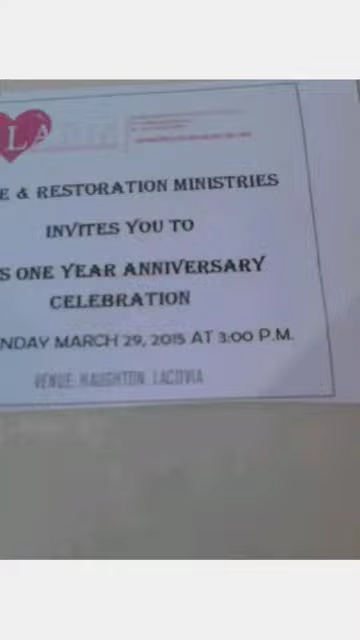 LA
E & RESTORATION MINISTRIES
INVITES YOU TO
S ONE YEAR ANNIVERSARY
CELEBRATION
NDAY MARCH 29, 2015 AT 3:00 P.M.
VENUE: HAUGHTON, LACOVIA